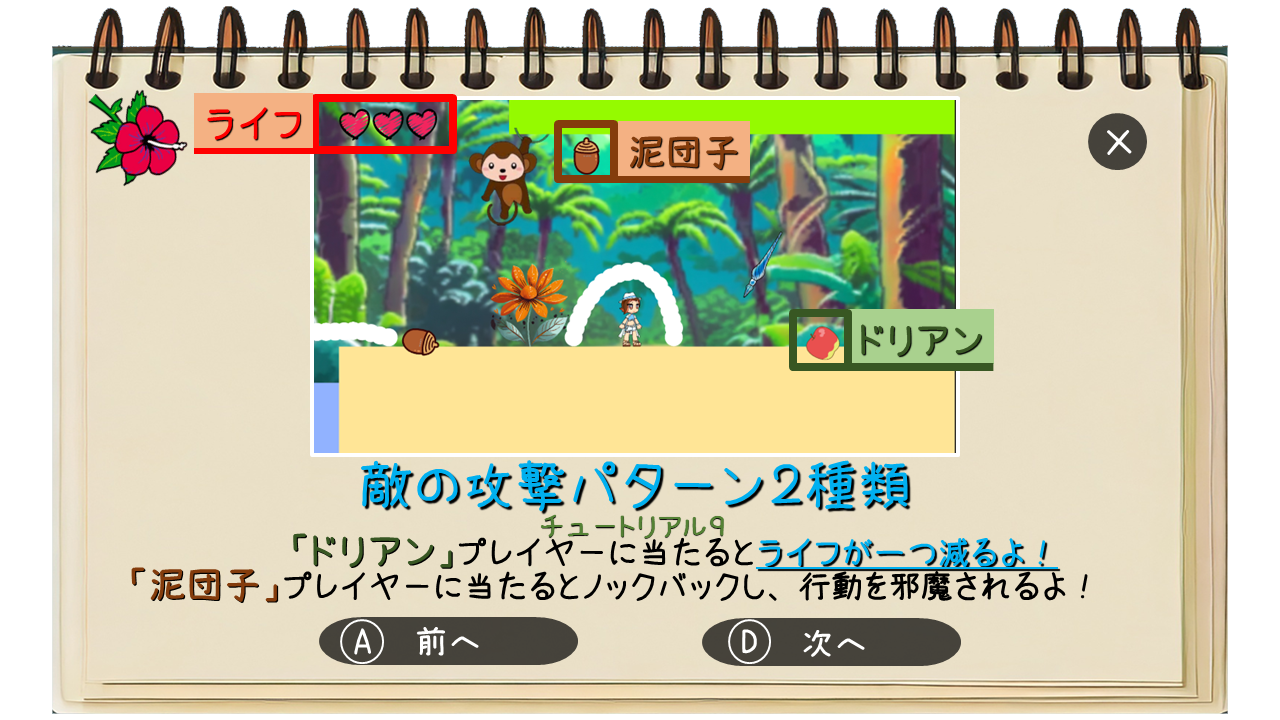 ライフ
泥団子
ドリアン
敵の攻撃パターン2種類
チュートリアル9
「ドリアン」プレイヤーに当たるとライフが一つ減るよ!
「泥団子」プレイヤーに当たるとノックバックし、行動を邪魔されるよ!
A 前へ
D 次へ